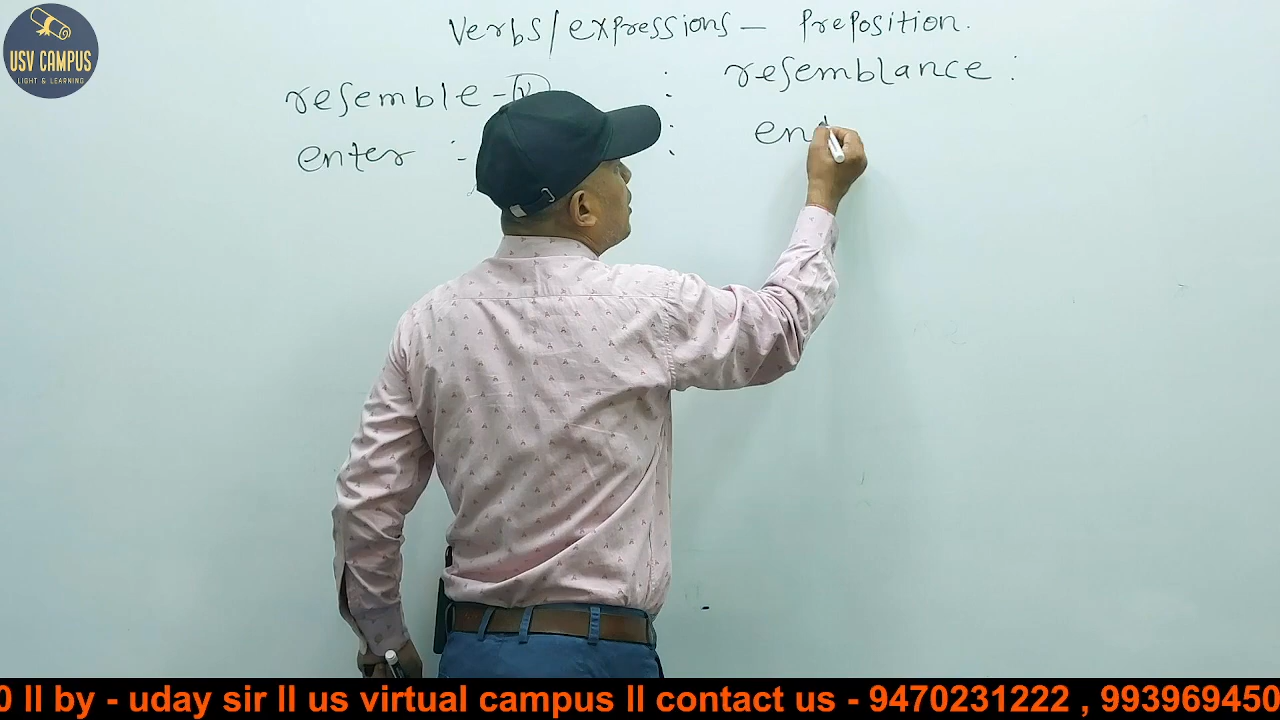 USV CAMPUS
LIGHT & LEARNING
Verbs/expressions – Preposition.
resemble - (v) : resemblance :
enter : - : ent
0 ll by - uday sir ll us virtual campus ll contact us - 9470231222 , 993969450